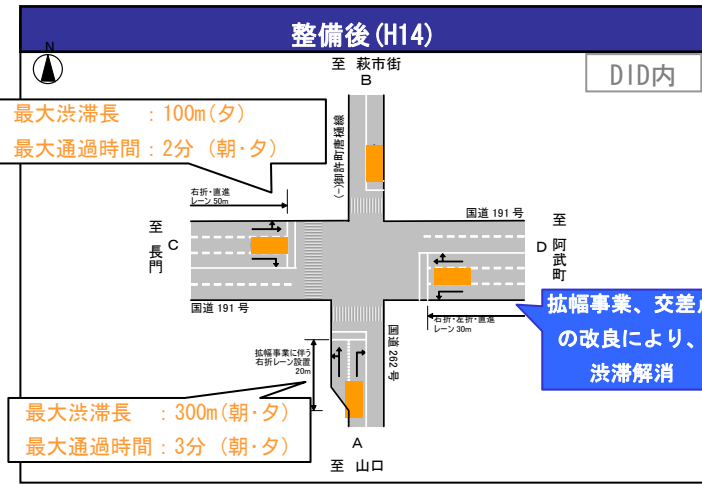 整備後(H14)
N
至 萩市街
B
DID内
最大渋滞長 :100m(夕)
最大通過時間:2分 (朝・夕)
(一)御許町唐樋線
右折・直進
レーン 50m
国道 191 号
至 長門
C
D
至 阿武町
国道 191 号
右折・左折・直進
レーン 30m
拡幅事業、交差点
の改良により、
渋滞解消
拡幅事業に伴う
右折レーン設置
20m
国道 262 号
最大渋滞長 :300m(朝・夕)
最大通過時間:3分 (朝・夕)
A
至 山口